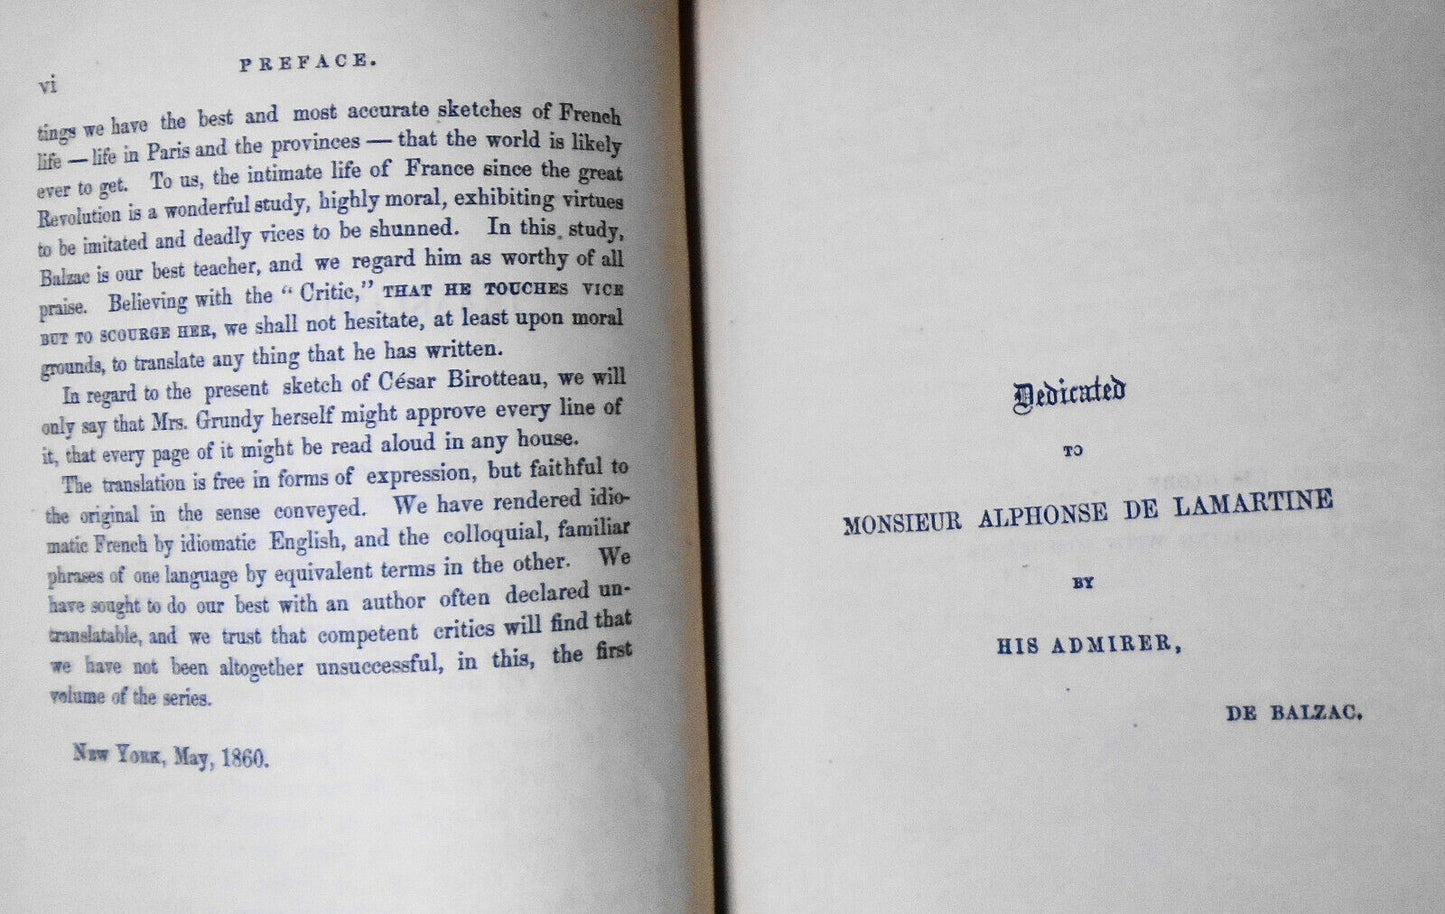 vi
PREFACE.
tings we have the best and most accurate sketches of French
life — life in Paris and the provinces — that the world is likely
ever to get. To us, the intimate life of France since the great
Revolution is a wonderful study, highly moral, exhibiting virtues
to be imitated and deadly vices to be shunned. In this study,
Balzac is our best teacher, and we regard him as worthy of all
praise. Believing with the "Critic," THAT HE TOUCHES VICE
BUT TO SCOURGE HER, we shall not hesitate, at least upon moral
grounds, to translate any thing that he has written.
In regard to the present sketch of César Birotteau, we will
only say that Mrs. Grundy herself might approve every line of
it, that every page of it might be read aloud in any house.
The translation is free in forms of expression, but faithful to
the original in the sense conveyed. We have rendered idio-
matic French by idiomatic English, and the colloquial, familiar
phrases of one language by equivalent terms in the other. We
have sought to do our best with an author often declared un-
translatable, and we trust that competent critics will find that
we have not been altogether unsuccessful, in this, the first
volume of the series.
NEW YORK, May, 1860.
Dedicated
TO
MONSIEUR ALPHONSE DE LAMARTINE
BY
HIS ADMIRER,
DE BALZAC.